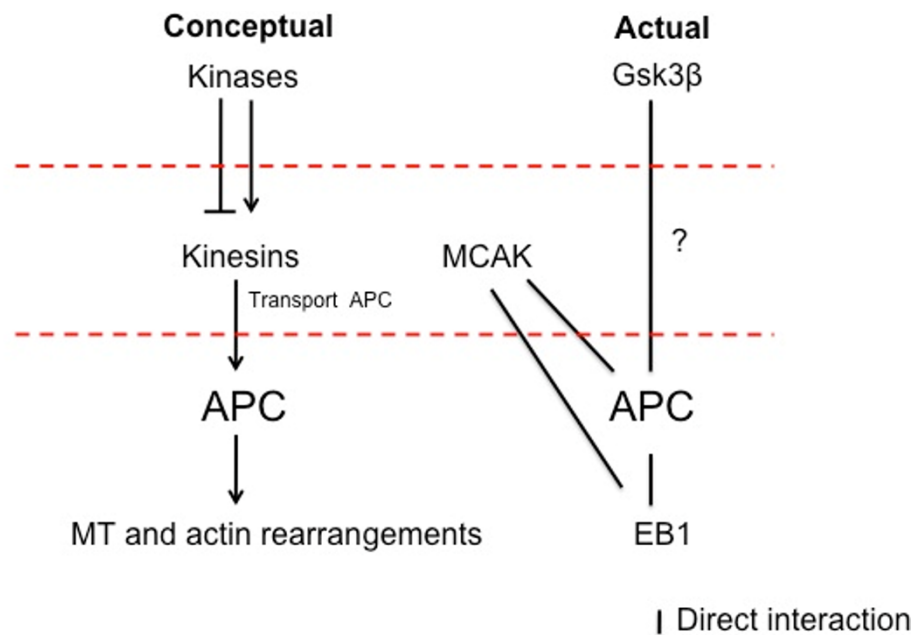 Conceptual Actual
Kinases Gsk3β
?
Kinesins MCAK
Transport APC
APC APC
MT and actin rearrangements EB1
Direct interaction